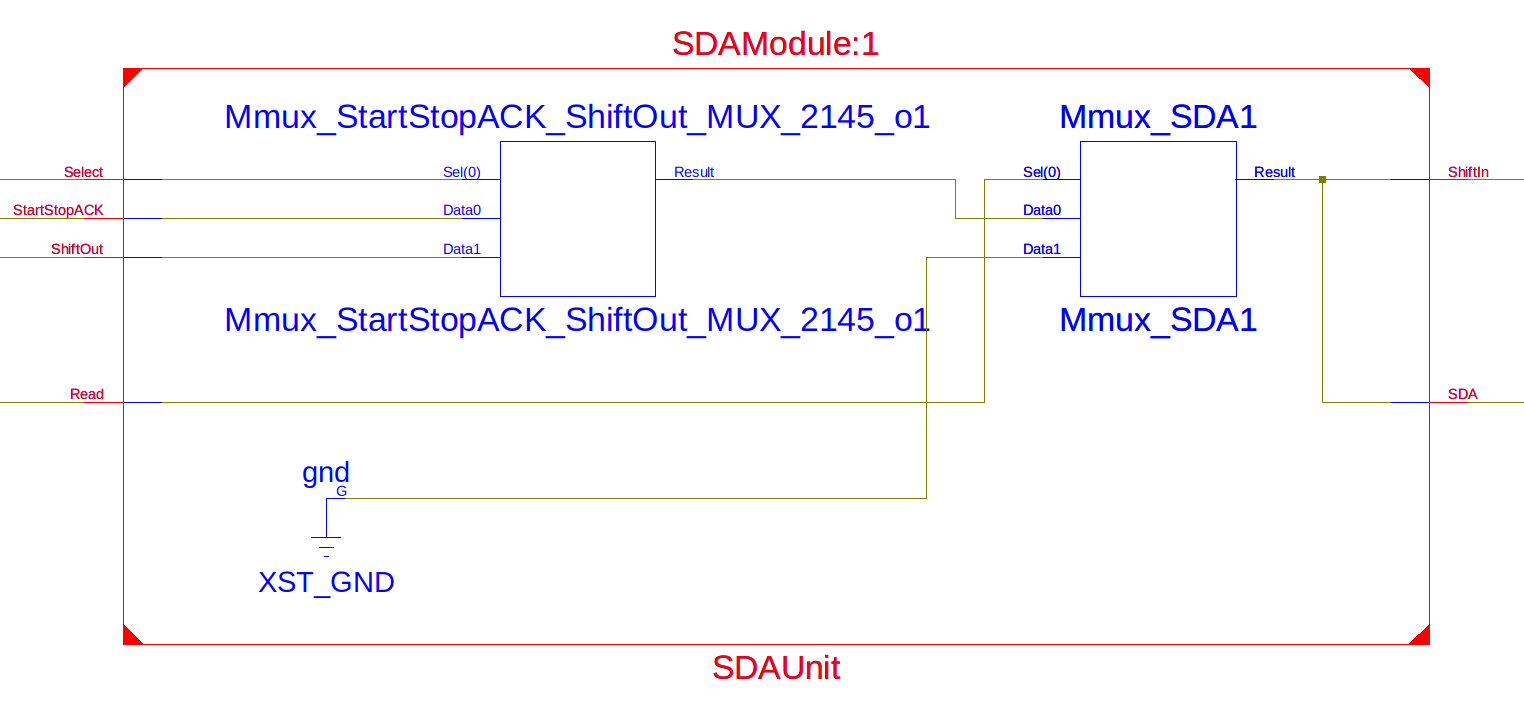 SDAModule:1
Mmux_StartStopACK_ShiftOut_MUX_2145_o1
Mmux_SDA1
Select
Sel(0)
Result
Sel(0)
Result
ShiftIn
StartStopACK
Data0
Data0
ShiftOut
Data1
Data1
Mmux_StartStopACK_ShiftOut_MUX_2145_o1
Mmux_SDA1
Read
SDA
gnd
G
XST_GND
SDAUnit